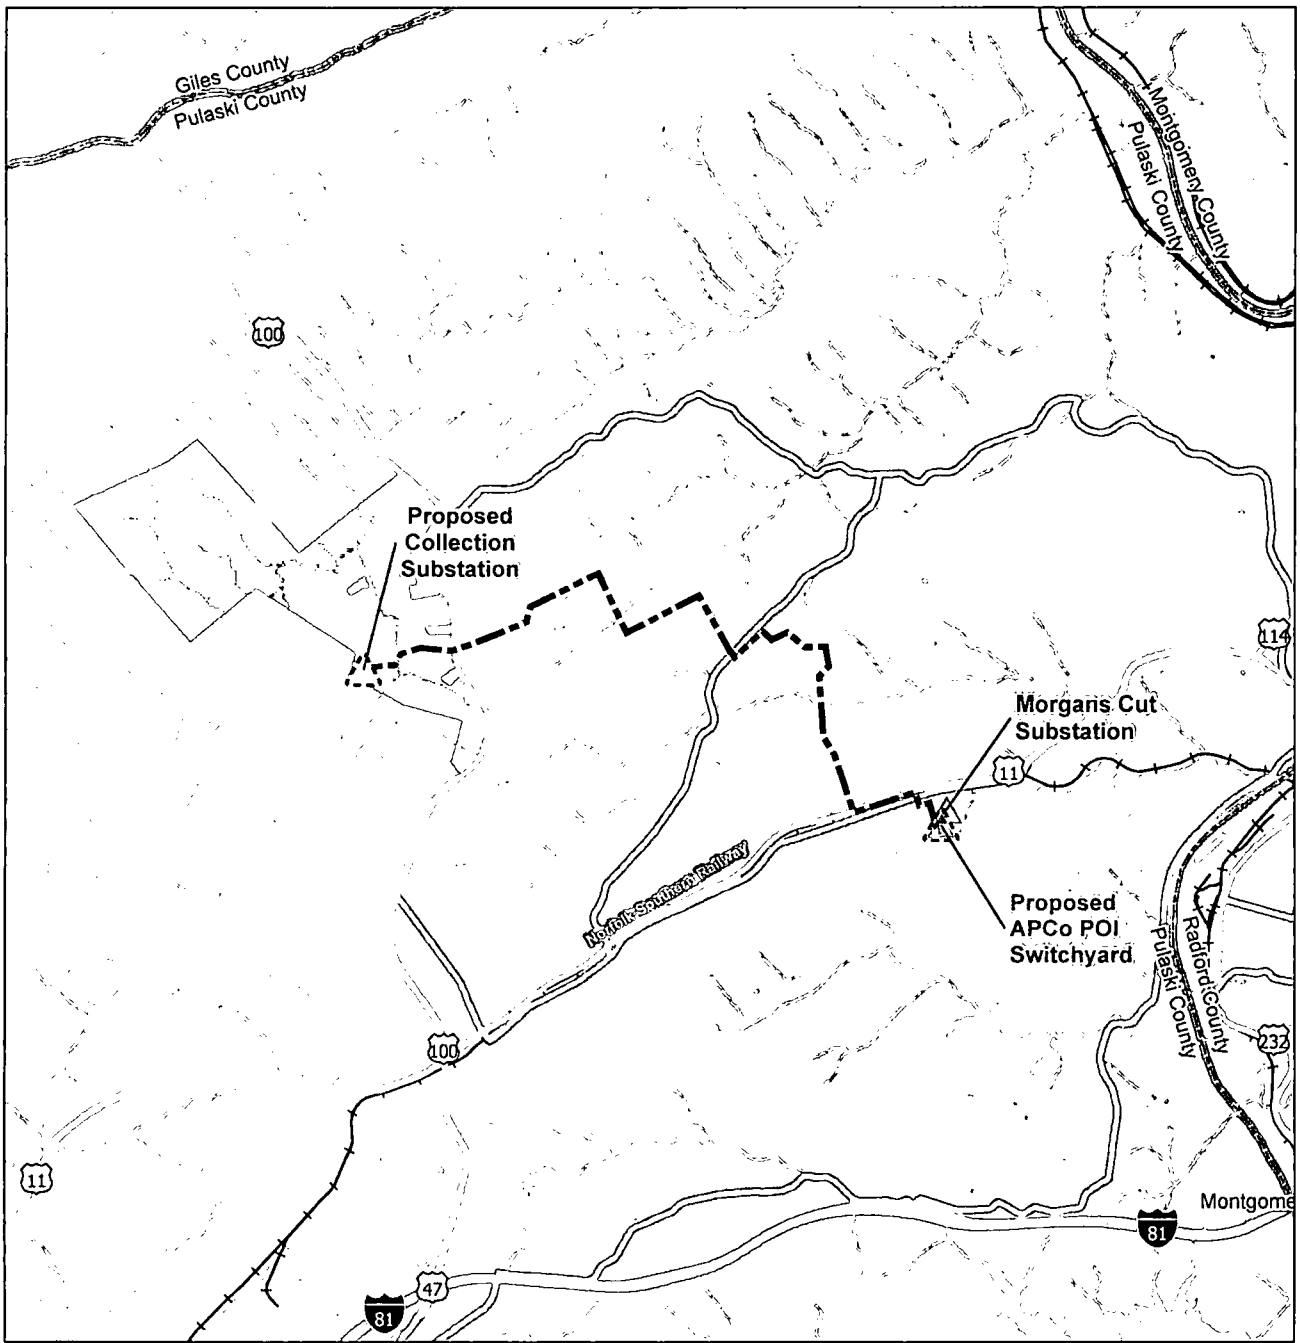 Giles County
Pulaski County
Montgomery County
Pulaski County
100
Proposed
Collection
Substation
114
Morgans Cut
Substation
11
Norfolk Southern Railway
Proposed
APCo POI
Switchyard
Radford County
Pulaski County
100
232
11
Montgome
81
47
81